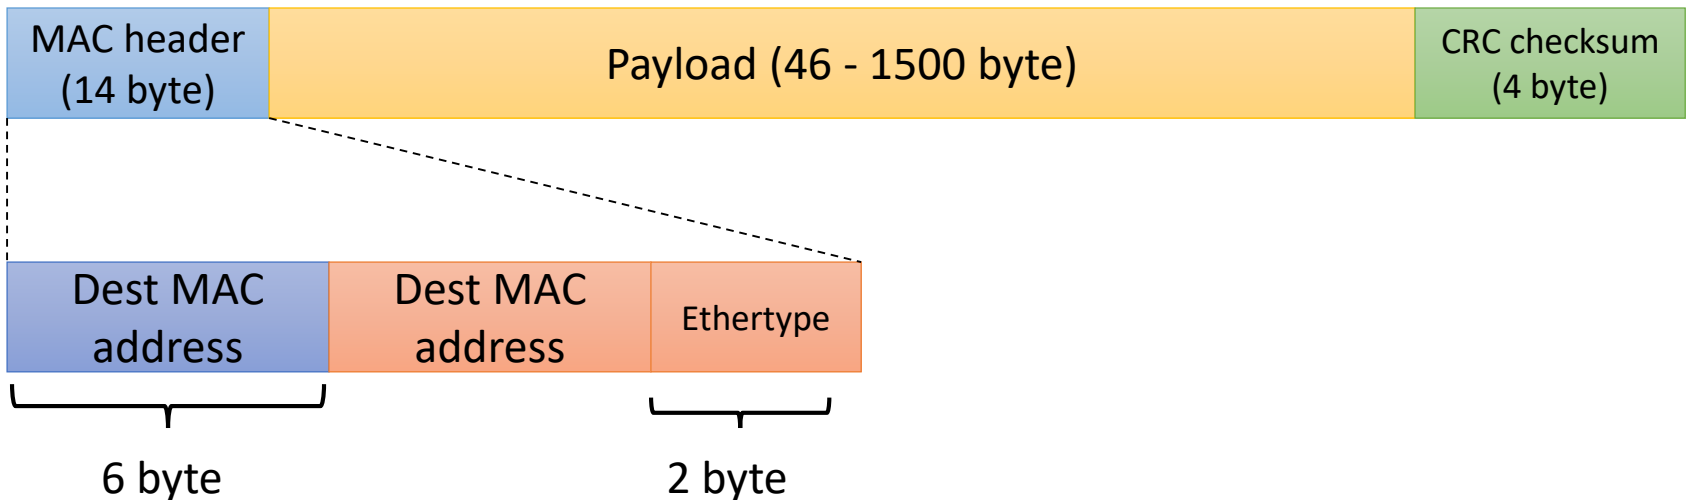 MAC header
(14 byte)
Payload (46 - 1500 byte)
CRC checksum
(4 byte)
Dest MAC
address
Dest MAC
address
Ethertype
6 byte
2 byte